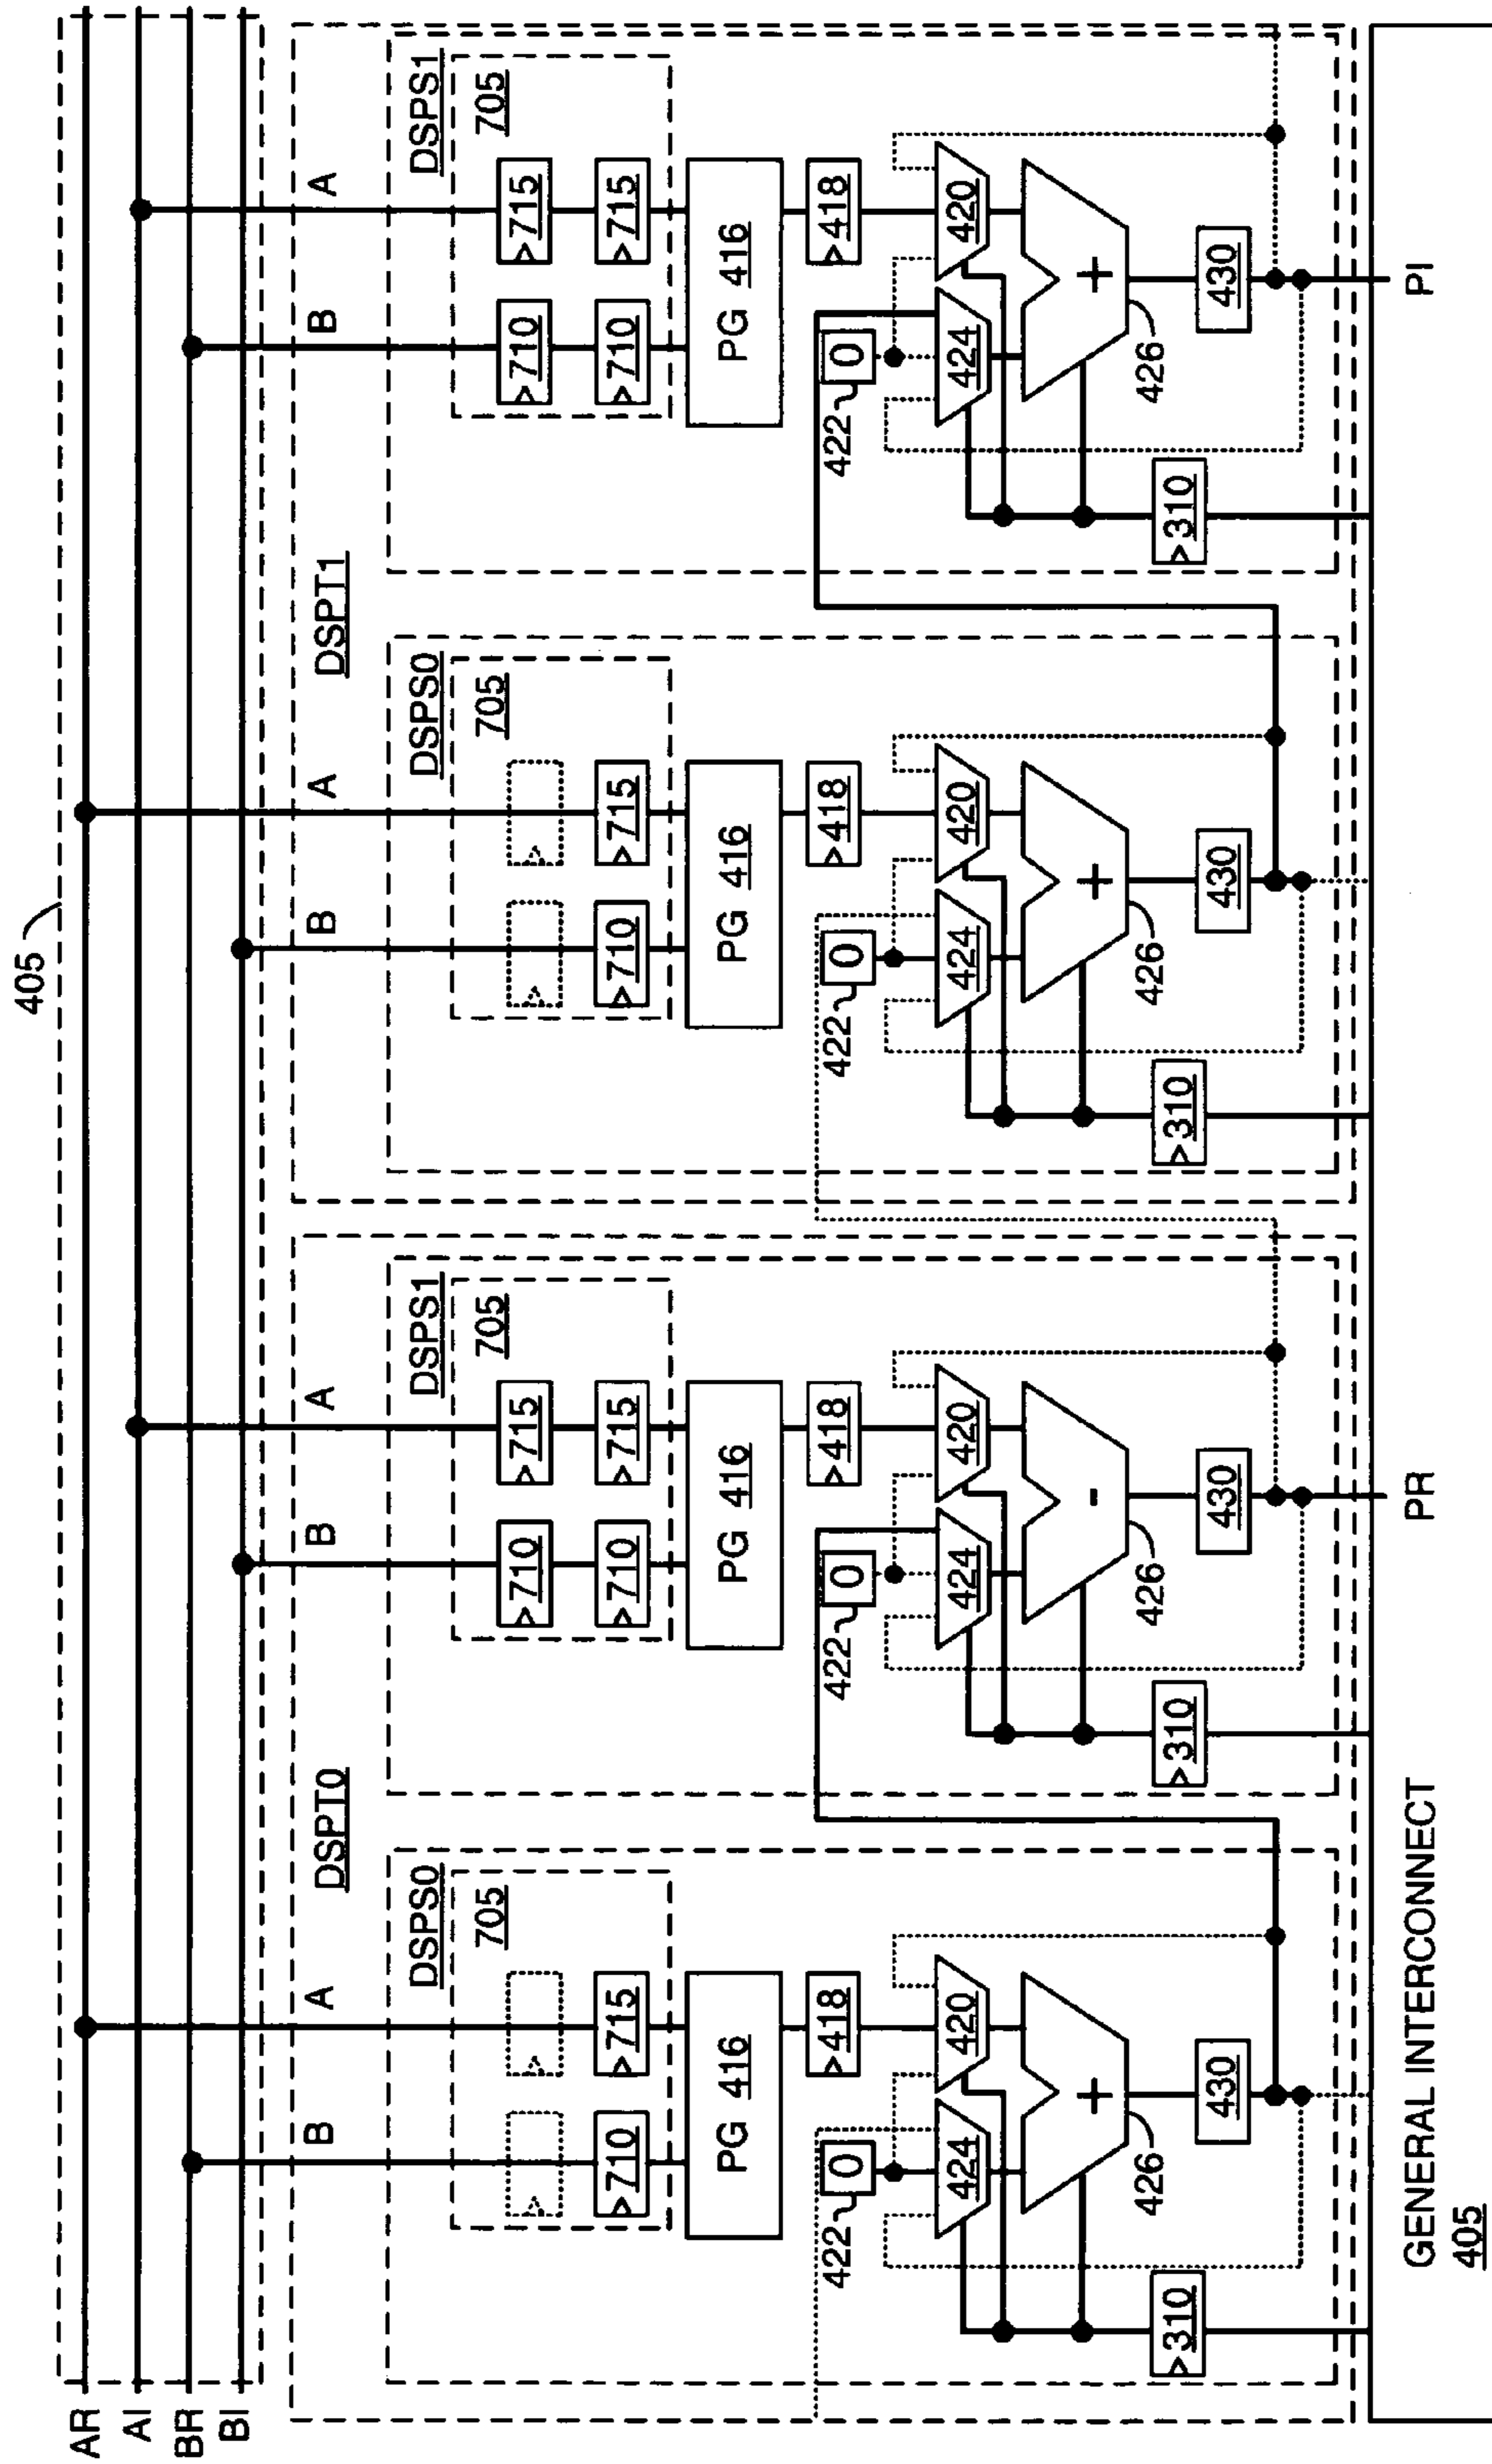 405
AR
AI
BR
BI
DSPT0
DSPT1
DSPS0
705
B
A
>710
>715
PG 416
>418
422
0
424
420
+
426
>310
430
DSPS1
705
B
A
>710
>715
>710
>715
PG 416
>418
422
0
424
420
-
426
>310
430
PR
DSPS0
705
B
A
>710
>715
PG 416
>418
422
0
424
420
+
426
>310
430
DSPS1
705
B
A
>710
>715
>710
>715
PG 416
>418
422
0
424
420
+
426
>310
430
PI
GENERAL INTERCONNECT
405